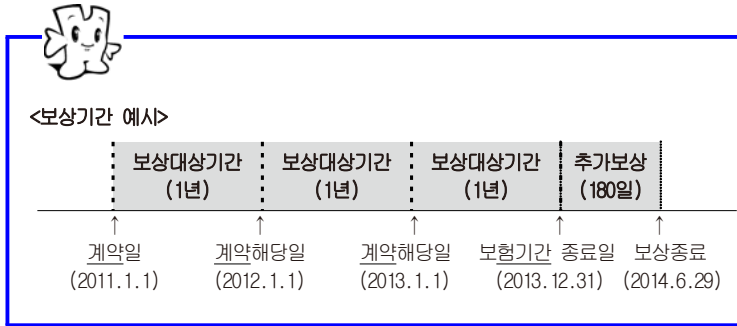 <보상기간 예시>
보상대상기간 보상대상기간 보상대상기간 추가보상
(1년) (1년) (1년) (180일)
↑ ↑ ↑ ↑ ↑
계약일 계약해당일 계약해당일 보험기간 종료일 보상종료
(2011.1.1) (2012.1.1) (2013.1.1) (2013.12.31) (2014.6.29)